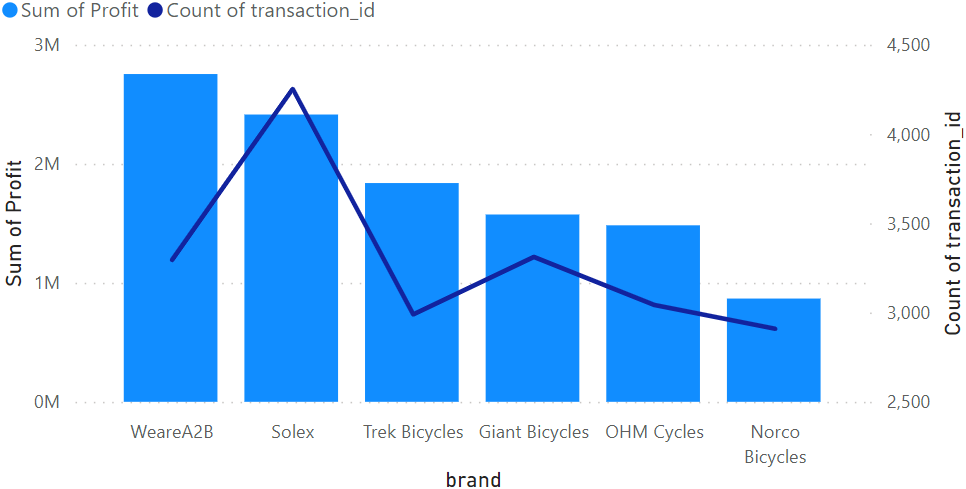 Sum of Profit Count of transaction_id
3M
2M
1M
0M
Sum of Profit
4,500
4,000
3,500
3,000
2,500
Count of transaction_id
WeareA2B Solex Trek Bicycles Giant Bicycles OHM Cycles Norco
Bicycles
brand